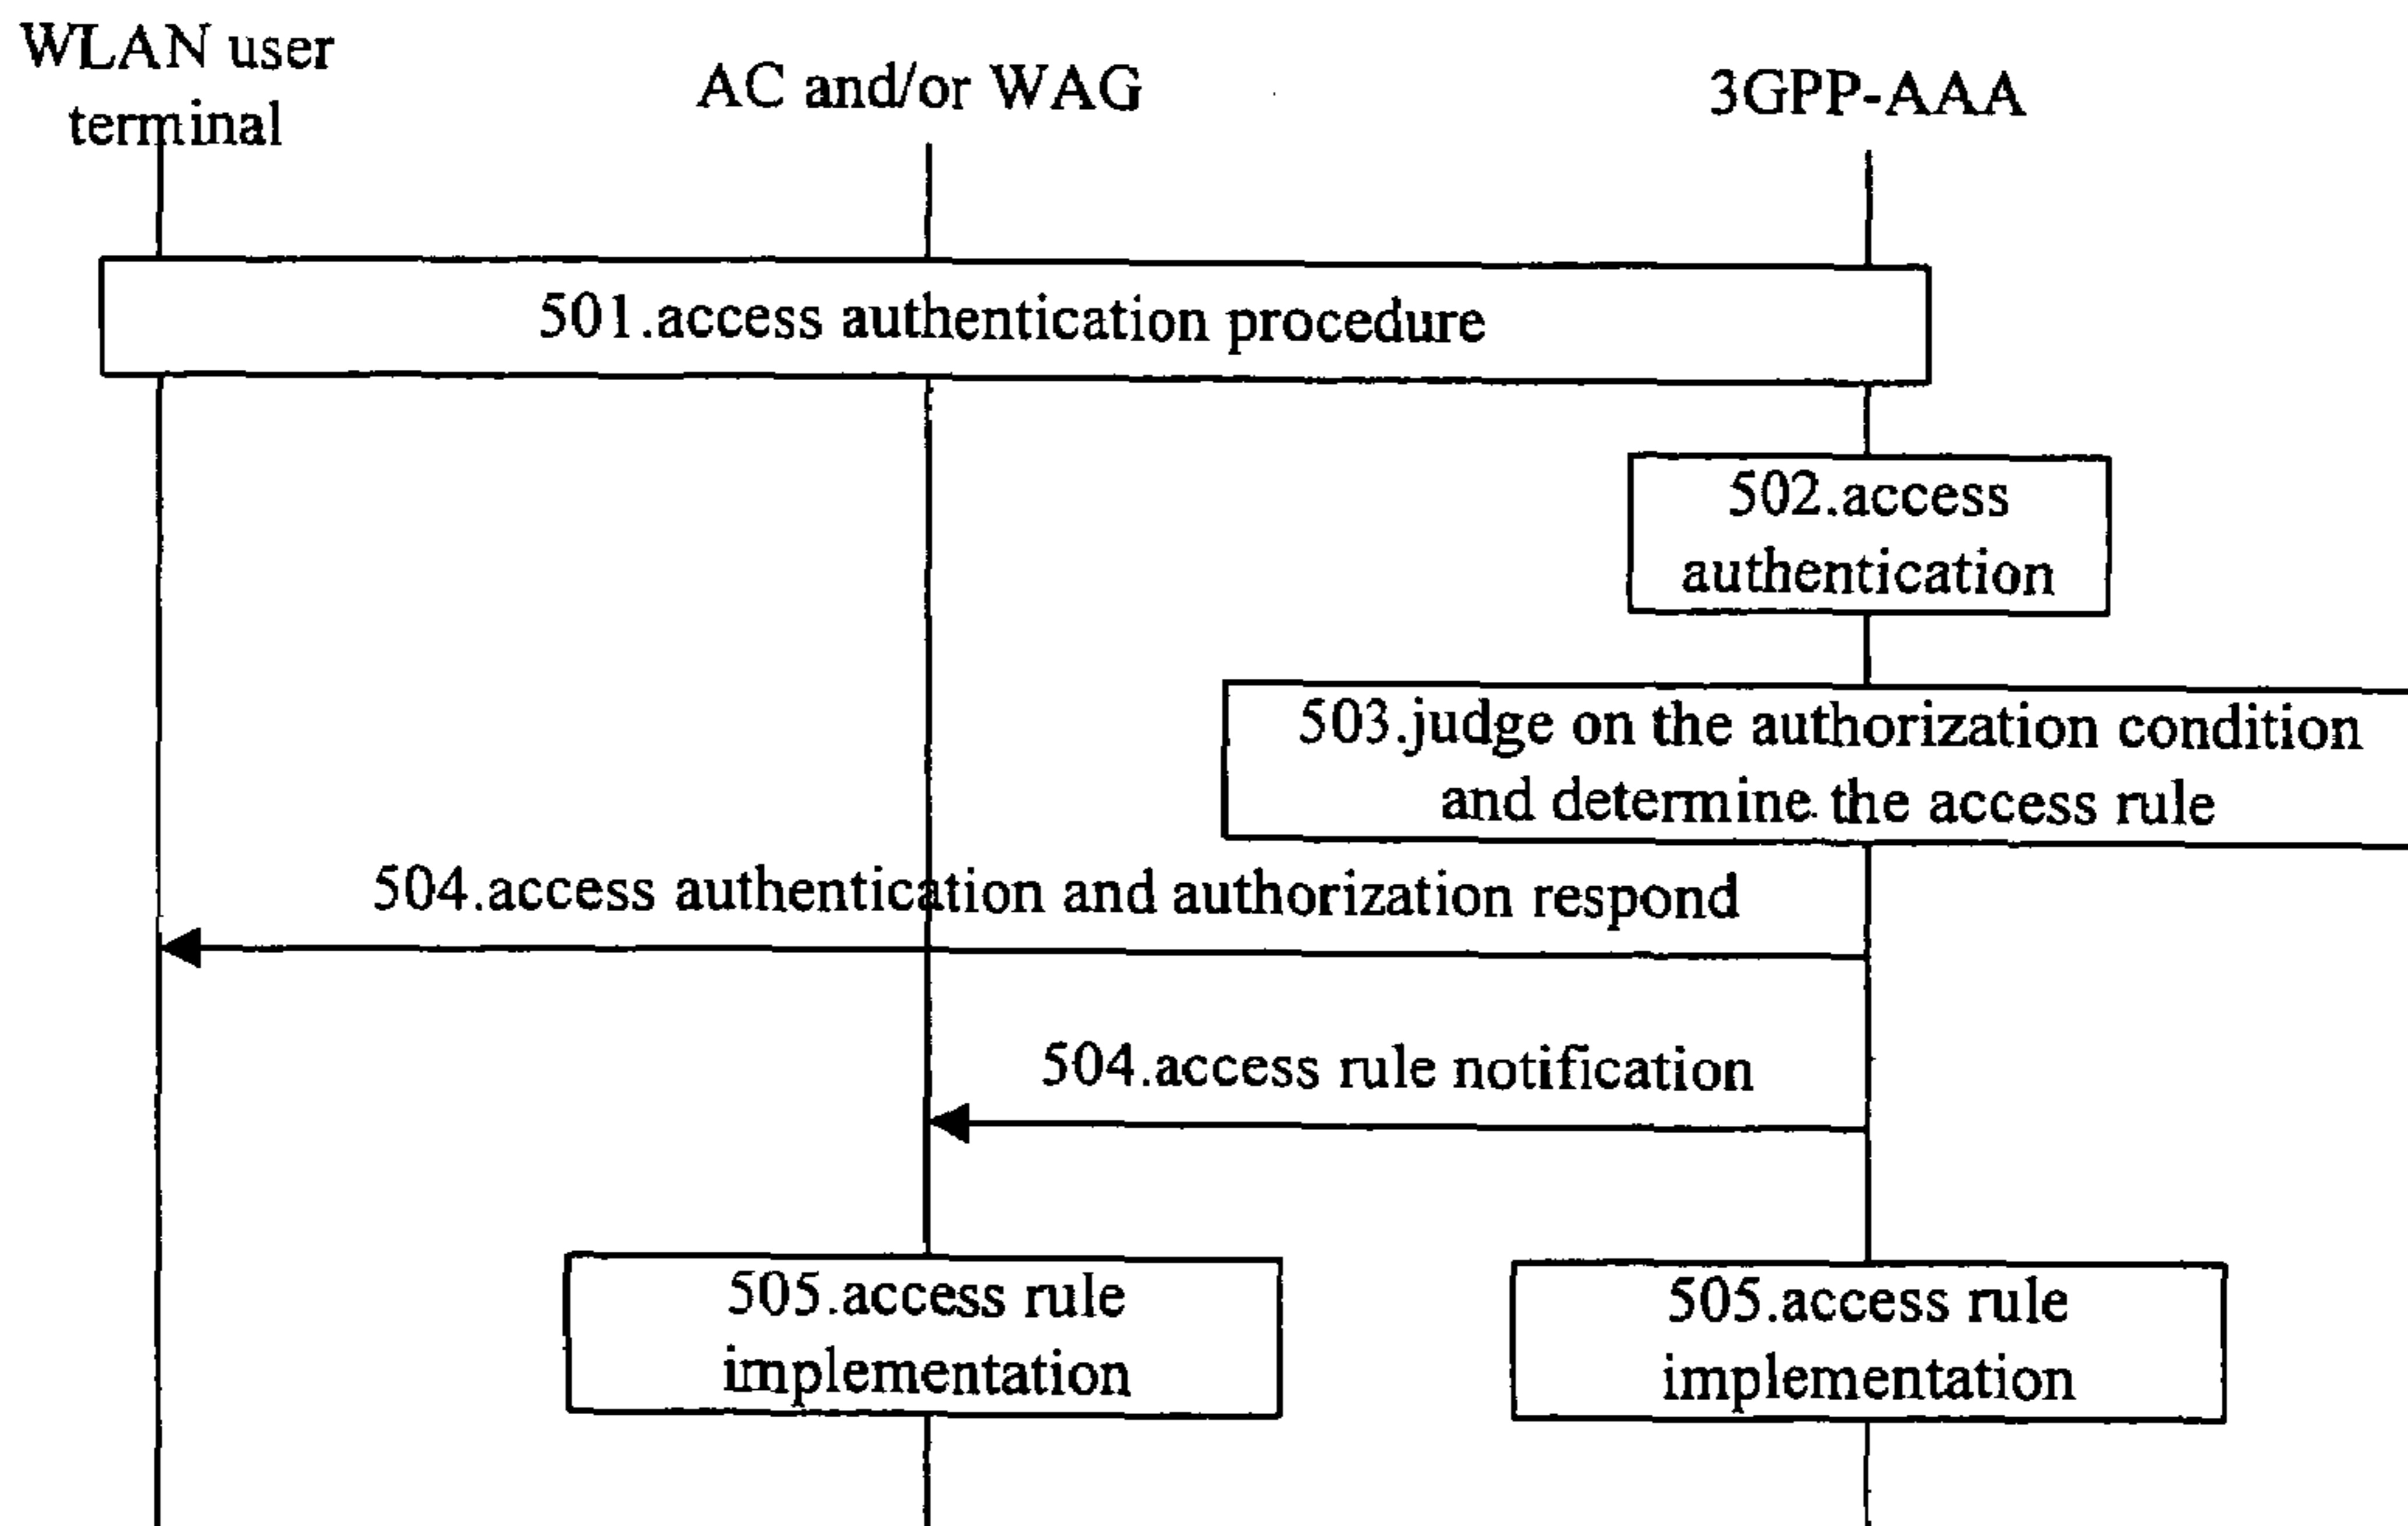 WLAN user
terminal
AC and/or WAG
3GPP-AAA
501.access authentication procedure
502.access
authentication
503.judge on the authorization condition
and determine the access rule
504.access authentication and authorization respond
504.access rule notification
505.access rule
implementation
505.access rule
implementation